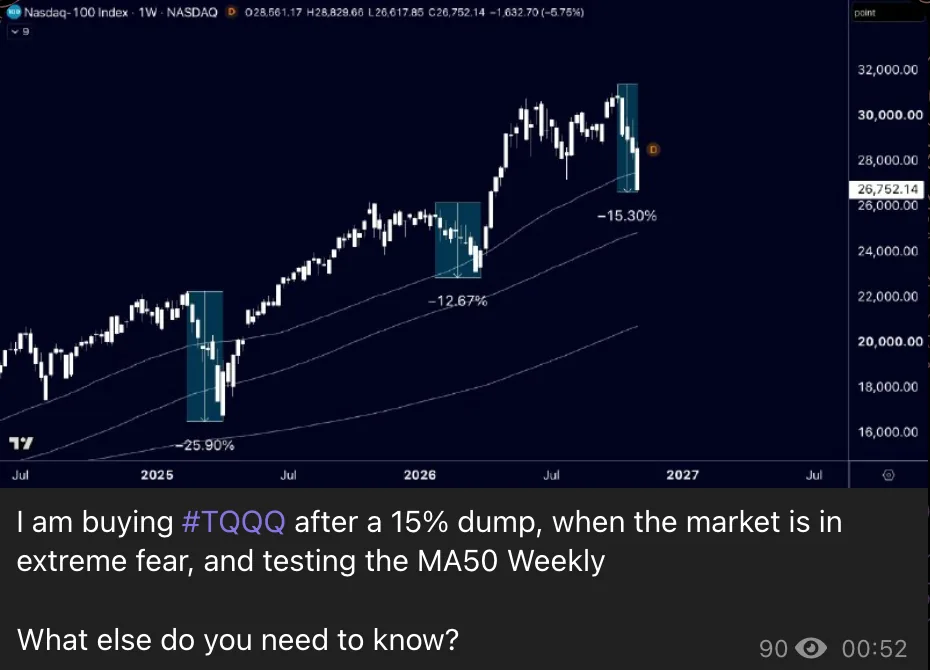 Nasdaq-100 Index · 1W · NASDAQ D O28,561.17 H28,829.66 L26,617.85 C26,752.14 −1,632.70 (−5.75%)
9
point
32,000.00
30,000.00
28,000.00
D
26,752.14
26,000.00
−15.30%
24,000.00
−12.67%
22,000.00
20,000.00
18,000.00
16,000.00
−25.90%
Jul 2025 Jul 2026 Jul 2027 Jul
I am buying #TQQQ after a 15% dump, when the market is in
extreme fear, and testing the MA50 Weekly
What else do you need to know?
90 00:52